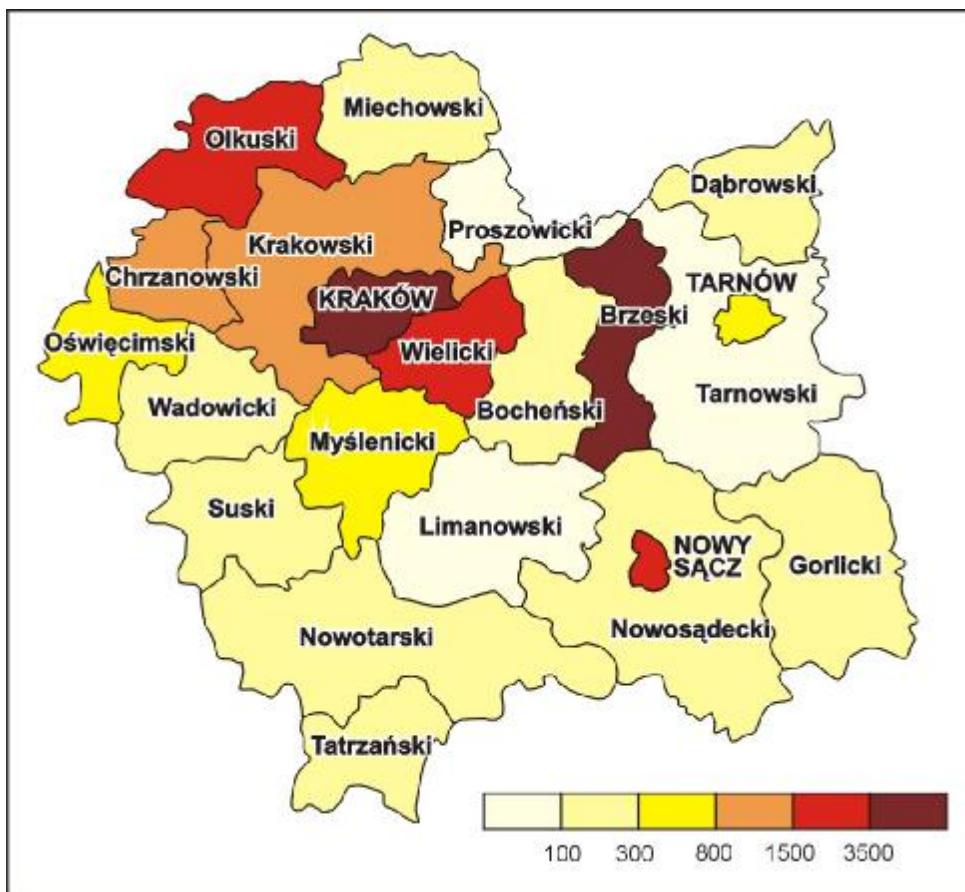 Miechowski
Olkuski
Dąbrowski
Proszowicki
Krakowski
Chrzanowski
TARNÓW
KRAKÓW
Brzeski
Oświęcimski
Wielicki
Tarnowski
Wadowicki
Bocheński
Myślenicki
Suski
Limanowski
NOWY
SĄCZ
Gorlicki
Nowotarski
Nowosądecki
Tatrzański
100 300 800 1500 3500